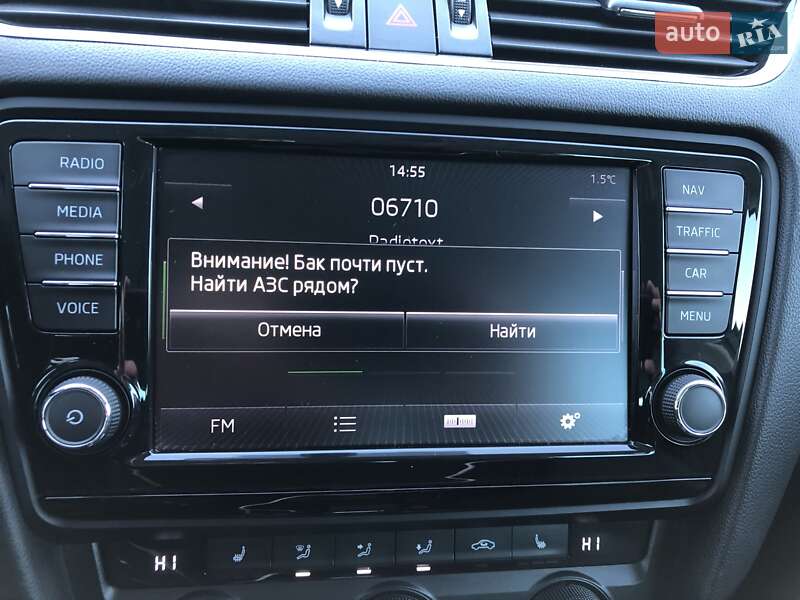 auto RIA
RADIO
MEDIA
PHONE
VOICE
14:55
1.5°C
06710
Radiotext
Внимание! Бак почти пуст.
Найти АЗС рядом?
Отмена
Найти
FM
NAV
TRAFFIC
CAR
MENU
HI
HI